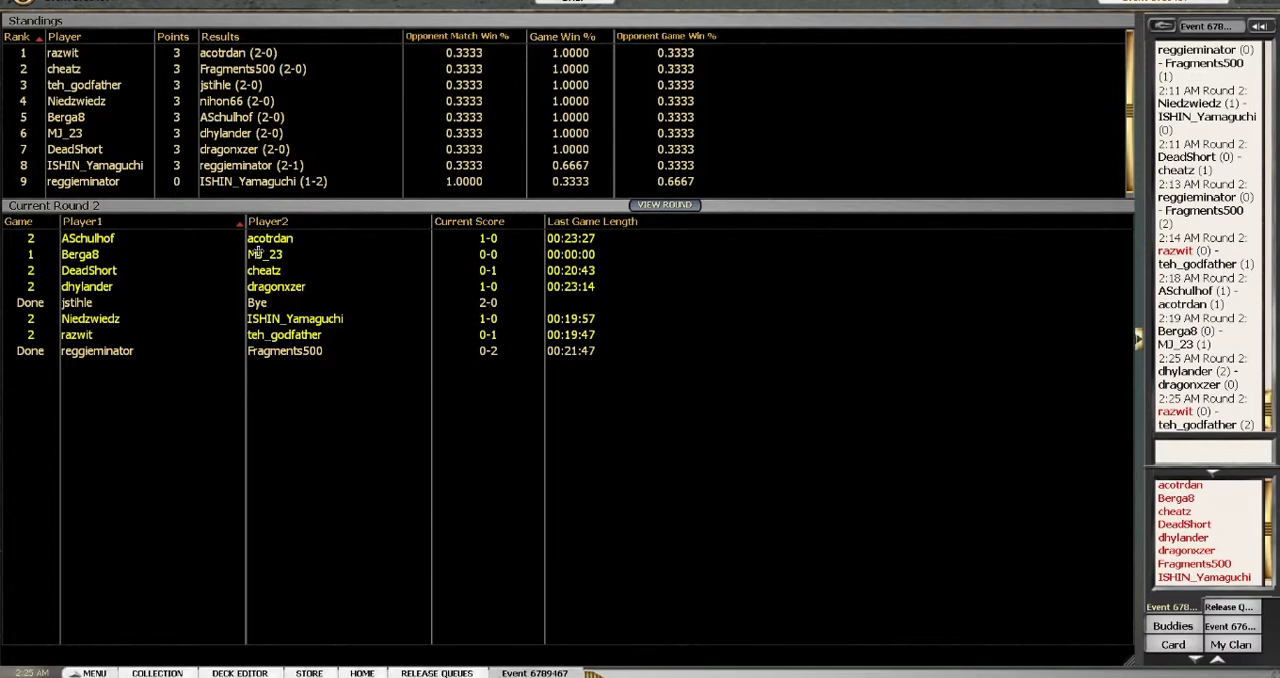 Standings
Rank Player Points Results Opponent Match Win % Game Win % Opponent Game Win %
1 razwit 3 acotrdan (2-0) 0.3333 1.0000 0.3333
2 cheatz 3 Fragments500 (2-0) 0.3333 1.0000 0.3333
3 teh_godfather 3 jstihle (2-0) 0.3333 1.0000 0.3333
4 Niedzwiedz 3 nihon66 (2-0) 0.3333 1.0000 0.3333
5 Berga8 3 ASchulhof (2-0) 0.3333 1.0000 0.3333
6 MJ_23 3 dhylander (2-0) 0.3333 1.0000 0.3333
7 DeadShort 3 dragonxzer (2-0) 0.3333 1.0000 0.3333
8 ISHIN_Yamaguchi 3 reggieminator (2-1) 0.3333 0.6667 0.3333
9 reggieminator 0 ISHIN_Yamaguchi (1-2) 1.0000 0.3333 0.6667
Current Round 2 VIEW ROUND
Game Player1 Player2 Current Score Last Game Length
2 ASchulhof acotrdan 1-0 00:23:27
1 Berga8 MJ_23 0-0 00:00:00
2 DeadShort cheatz 0-1 00:20:43
2 dhylander dragonxzer 1-0 00:23:14
Done jstihle Bye 2-0
2 Niedzwiedz ISHIN_Yamaguchi 1-0 00:19:57
2 razwit teh_godfather 0-1 00:19:47
Done reggieminator Fragments500 0-2 00:21:47
Event 678...
reggieminator (0)
- Fragments500
(1)
2:11 AM Round 2:
Niedzwiedz (1) -
ISHIN_Yamaguchi
(0)
2:11 AM Round 2:
DeadShort (0) -
cheatz (1)
2:13 AM Round 2:
reggieminator (0)
- Fragments500
(2)
2:14 AM Round 2:
razwit (0) -
teh_godfather (1)
2:18 AM Round 2:
ASchulhof (1) -
acotrdan (1)
2:19 AM Round 2:
Berga8 (0) -
MJ_23 (1)
2:25 AM Round 2:
dhylander (2) -
dragonxzer (0)
2:25 AM Round 2:
razwit (0) -
teh_godfather (2)
acotrdan
Berga8
cheatz
DeadShort
dhylander
dragonxzer
Fragments500
ISHIN_Yamaguchi
Event 678... Release Q...
Buddies Event 676...
Card My Clan
2:25 AM MENU COLLECTION DECK EDITOR STORE HOME RELEASE QUEUES Event 6789467